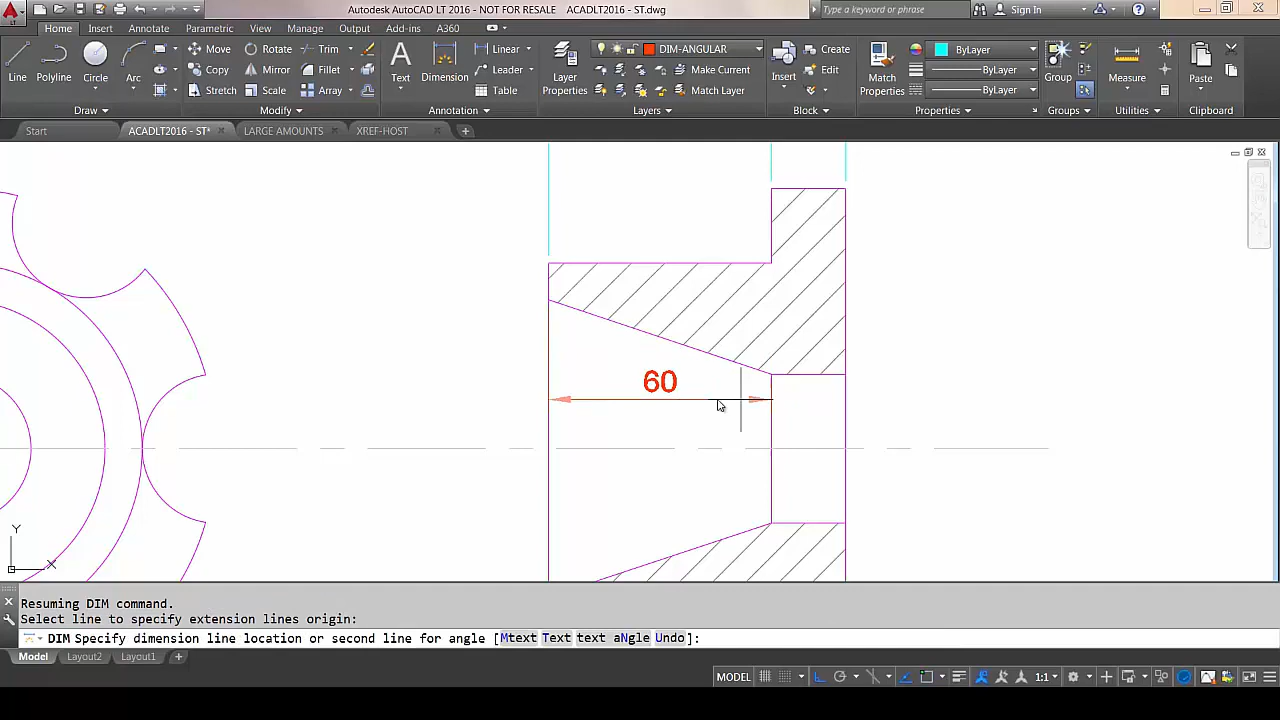 Autodesk AutoCAD LT 2016 - NOT FOR RESALE ACADLT2016 - ST.dwg
Type a keyword or phrase
Sign In
LT
Home Insert Annotate Parametric View Manage Output Add-ins A360
Line Polyline Circle Arc
Move Rotate Trim
Copy Mirror Fillet
Stretch Scale Array
Text Dimension
Linear
Leader
Table
Layer Properties
DIM-ANGULAR
Make Current
Match Layer
Insert
Create
Edit
Match Properties
ByLayer
ByLayer
ByLayer
Group
Measure
Paste
Draw Modify Annotation Layers Block Properties Groups Utilities Clipboard
Start ACADLT2016 - ST* LARGE AMOUNTS XREF-HOST
60
Y
X
Resuming DIM command.
Select line to specify extension lines origin:
DIM Specify dimension line location or second line for angle [Mtext Text text aNgle Undo]:
Model Layout2 Layout1 +
MODEL 1:1